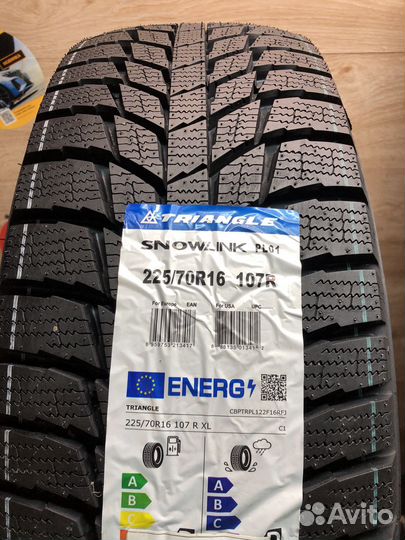 TRIANGLE
SNOWLINK PL01
225/70R16 107R
For Europe EAN For USA UPC
ENERG
TRIANGLE CBPTRPL122F16RFJ
225/70R16 107 R XL C1
A A
B B
C C
Avito